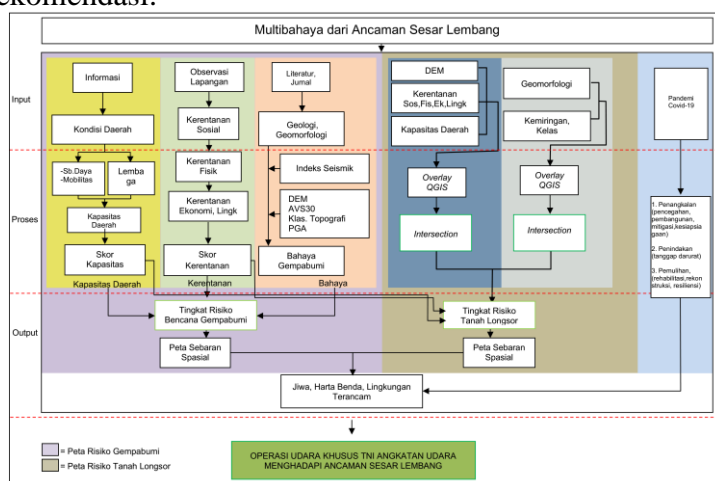 ekomendasi.
Multibahaya dari Ancaman Sesar Lembang
Input
Informasi
Kondisi Daerah
Observasi
Lapangan
Kerentanan
Sosial
Literatur,
Jurnal
Geologi,
Geomorfologi
DEM
Kerentanan
Sos,Fis,Ek,Lingk
Kapasitas Daerah
Geomorfologi
Kemiringan,
Kelas
Pandemi
Covid-19
Proses
-Sb.Daya
-Mobilitas
Lemba
ga
Kapasitas
Daerah
Skor
Kapasitas
Kapasitas Daerah
Kerentanan
Fisik
Kerentanan
Ekonomi, Lingk
Skor
Kerentanan
Kerentanan
Indeks Seismik
DEM
AVS30
Klas. Topografi
PGA
Bahaya
Gempabumi
Bahaya
Overlay
QGIS
Intersection
Overlay
QGIS
Intersection
1. Penangkalan
(pencegahan,
pembangunan,
mitigasi,kesiapsia
gaan)
2. Penindakan
(tanggap darurat)
3. Pemulihan
(rehabilitasi,rekon
struksi, resiliensi)
Output
Tingkat Risiko
Bencana Gempabumi
Peta Sebaran
Spasial
Tingkat Risiko
Tanah Longsor
Peta Sebaran
Spasial
Jiwa, Harta Benda, Lingkungan
Terancam
= Peta Risiko Gempabumi
= Peta Risiko Tanah Longsor
OPERASI UDARA KHUSUS TNI ANGKATAN UDARA
MENGHADAPI ANCAMAN SESAR LEMBANG